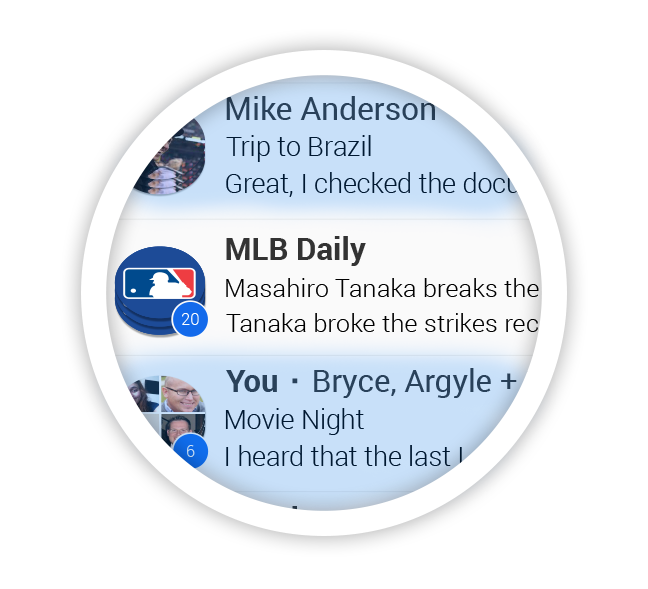 Mike Anderson
Trip to Brazil
Great, I checked the docu
MLB Daily
Masahiro Tanaka breaks the
20
Tanaka broke the strikes rec
You · Bryce, Argyle +
Movie Night
6
I heard that the last